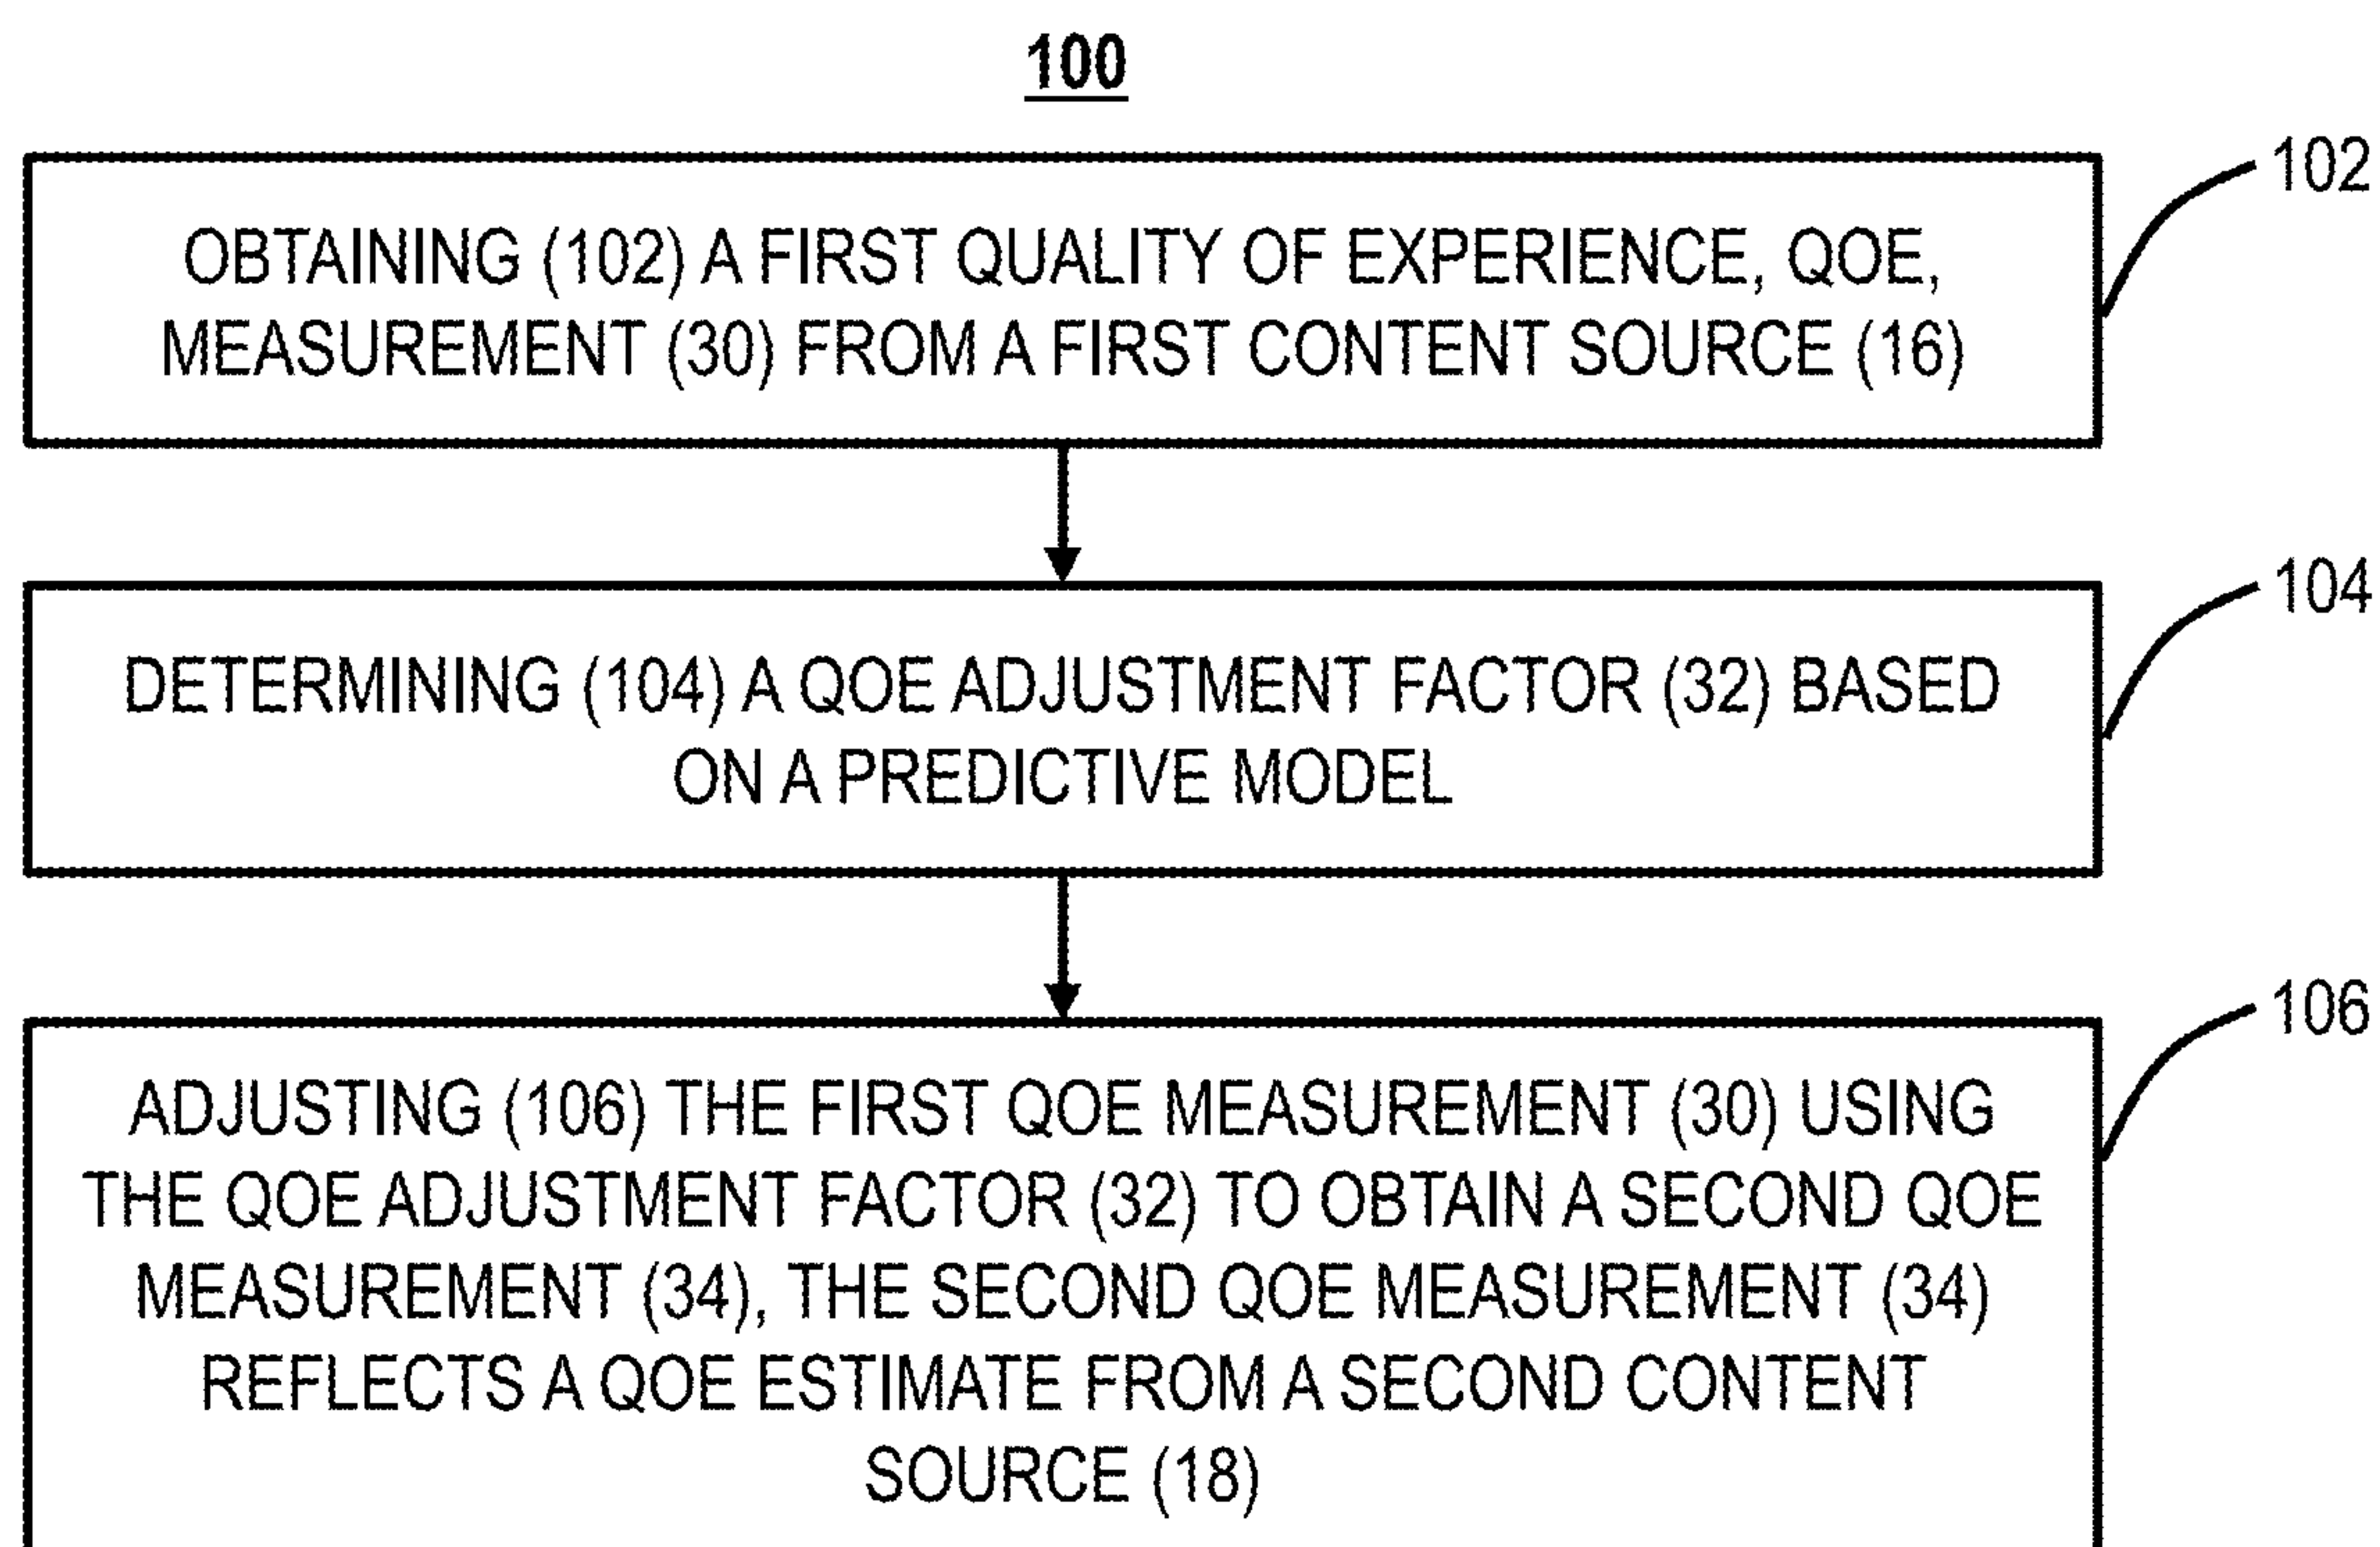 100
102
OBTAINING (102) A FIRST QUALITY OF EXPERIENCE, QOE,
MEASUREMENT (30) FROM A FIRST CONTENT SOURCE (16)
104
DETERMINING (104) A QOE ADJUSTMENT FACTOR (32) BASED
ON A PREDICTIVE MODEL
106
ADJUSTING (106) THE FIRST QOE MEASUREMENT (30) USING
THE QOE ADJUSTMENT FACTOR (32) TO OBTAIN A SECOND QOE
MEASUREMENT (34), THE SECOND QOE MEASUREMENT (34)
REFLECTS A QOE ESTIMATE FROM A SECOND CONTENT
SOURCE (18)